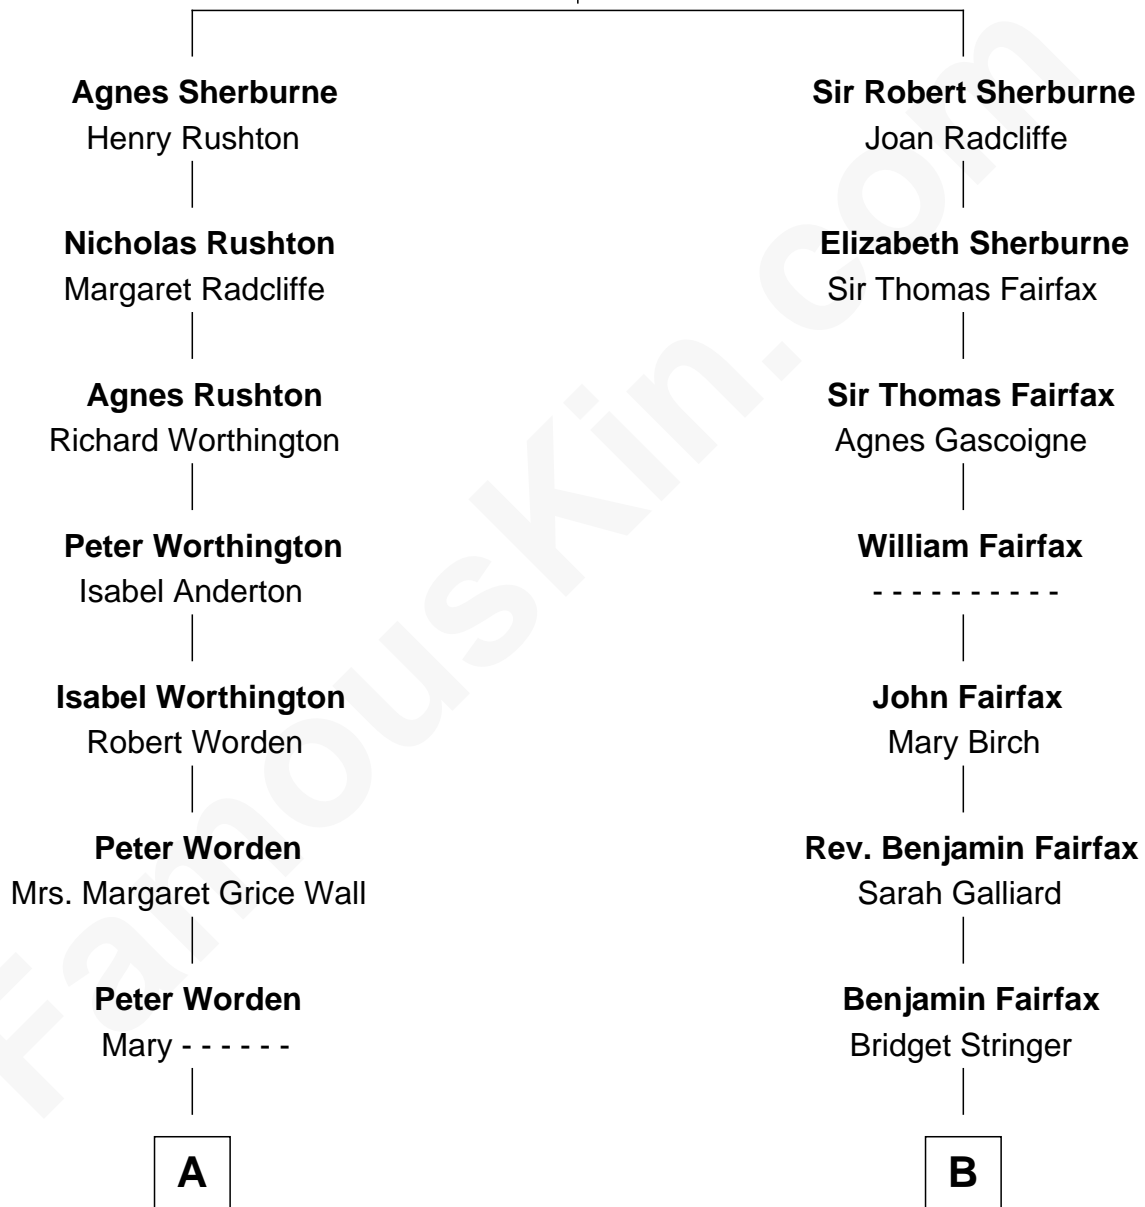 Agnes Sherburne
Henry Rushton
Nicholas Rushton
Margaret Radcliffe
Agnes Rushton
Richard Worthington
Peter Worthington
Isabel Anderton
Isabel Worthington
Robert Worden
Peter Worden
Mrs. Margaret Grice Wall
Peter Worden
Mary - - - - - -
A
Sir Robert Sherburne
Joan Radcliffe
Elizabeth Sherburne
Sir Thomas Fairfax
Sir Thomas Fairfax
Agnes Gascoigne
William Fairfax
- - - - - - - - - -
John Fairfax
Mary Birch
Rev. Benjamin Fairfax
Sarah Galliard
Benjamin Fairfax
Bridget Stringer
B
FamousKin.com